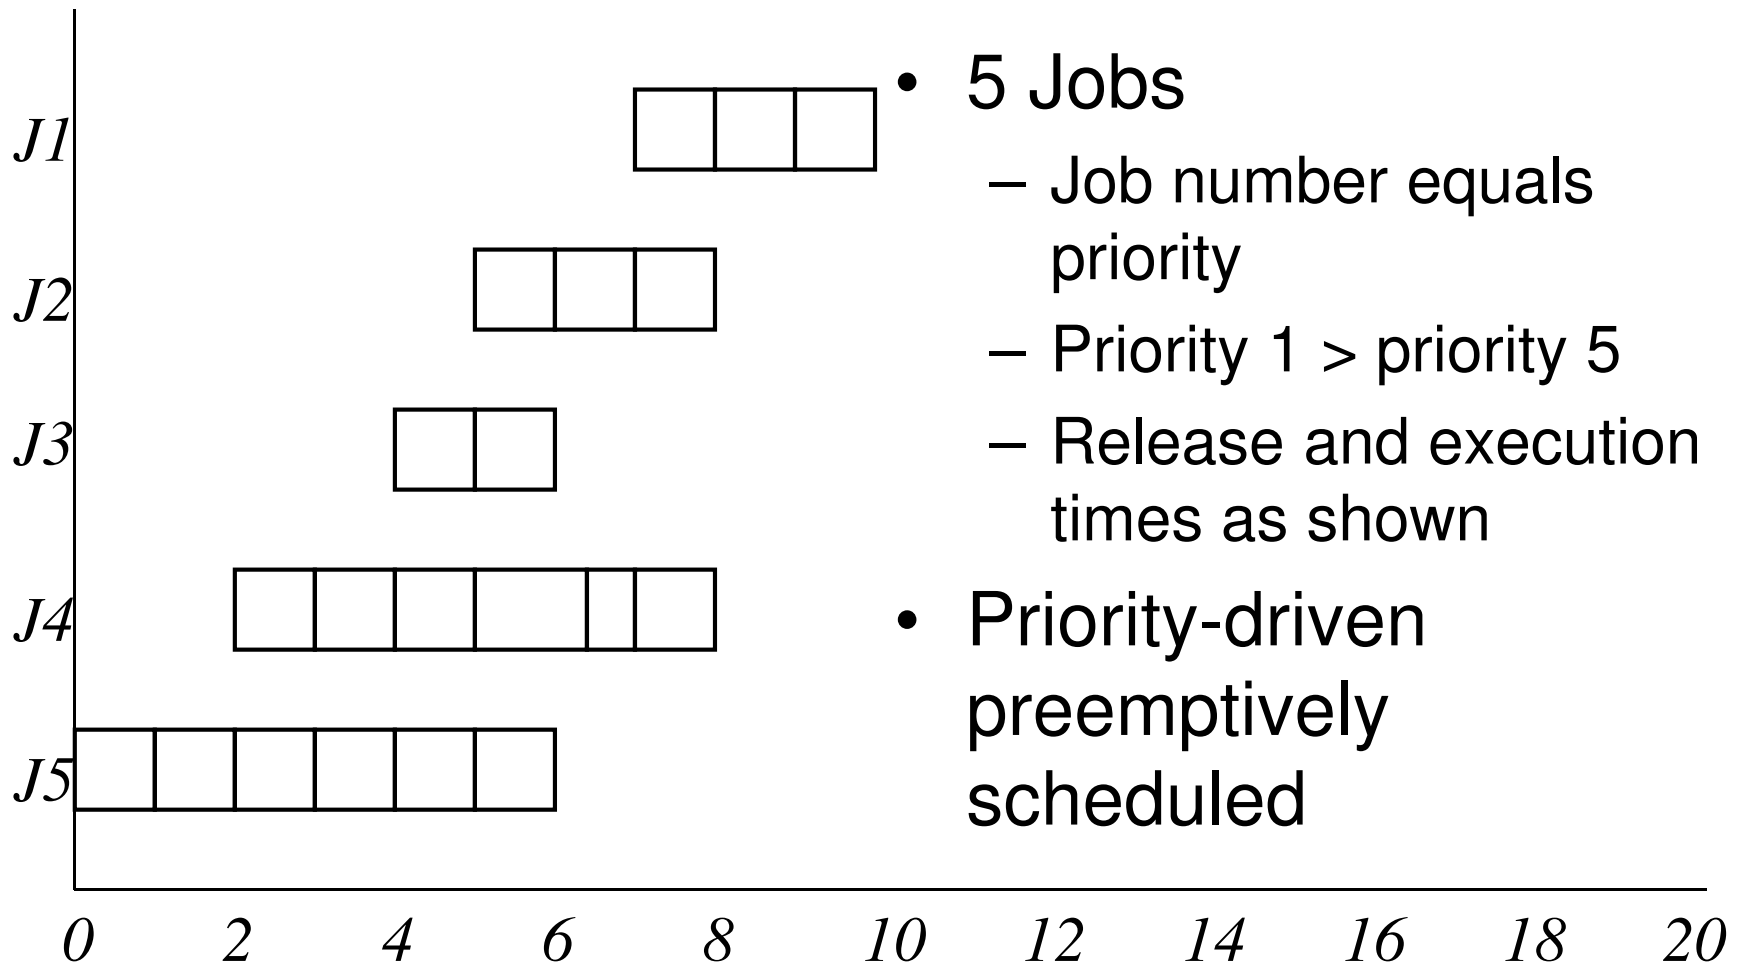 J1
J2
J3
J4
J5
0 2 4 6 8 10 12 14 16 18 20
• 5 Jobs
– Job number equals
priority
– Priority 1 > priority 5
– Release and execution
times as shown
• Priority-driven
preemptively
scheduled